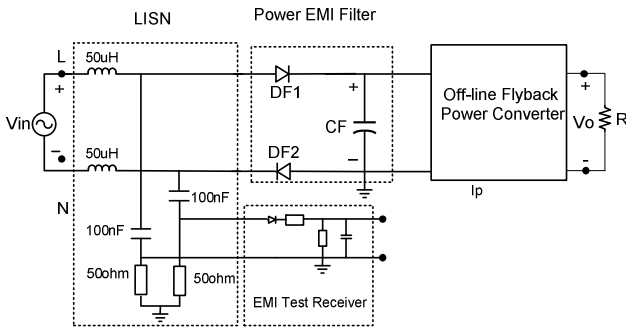 LISN
Power EMI Filter
L
50uH
+
DF1
+
Off-line Flyback
Power Converter
+
Vin
CF
Vo
R
-
50uH
DF2
-
-
Ip
N
100nF
100nF
50ohm
50ohm
EMI Test Receiver